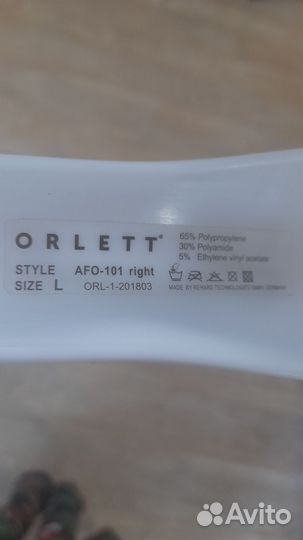 ORLETT®
STYLE AFO-101 right
SIZE L ORL-1-201803
65% Polypropylene
30% Polyamide
5% Ethylene vinyl acetate
MADE BY REHARD TECHNOLOGIES GMBH, GERMANY
Avito